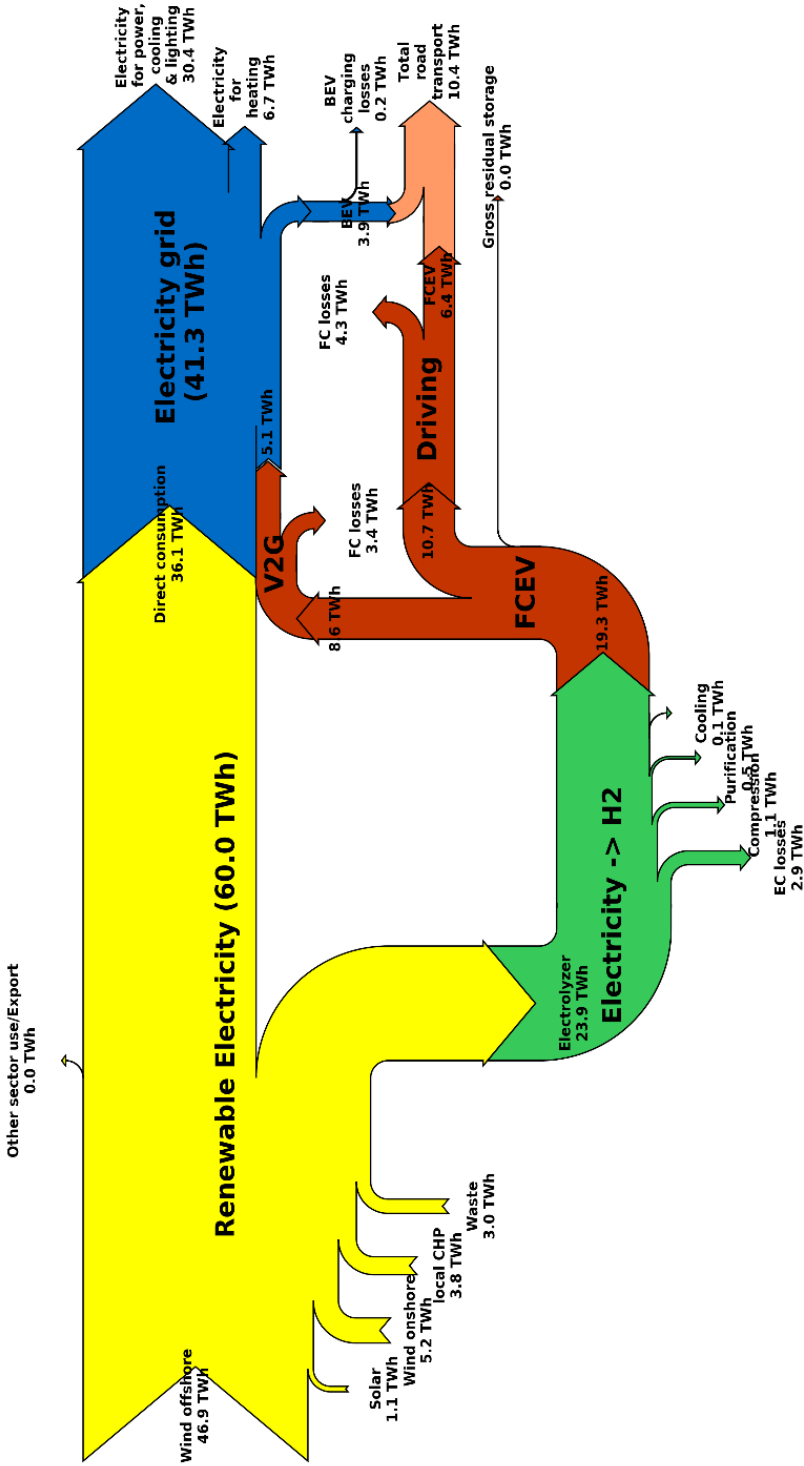 Electricity
for power,
cooling
& lighting
30.4 TWh
Electricity
for
heating
6.7 TWh
BEV
charging
losses
0.2 TWh
Total
road
transport
10.4 TWh
Gross residual storage
0.0 TWh
BEV
3.9 TWh
Electricity grid
(41.3 TWh)
FC losses
4.3 TWh
FCEV
6.4 TWh
Driving
5.1 TWh
Direct consumption
36.1 TWh
FC losses
3.4 TWh
10.7 TWh
V2G
8.6 TWh
FCEV
19.3 TWh
Cooling
0.1 TWh
Purification
0.5 TWh
Compression
1.1 TWh
EC losses
2.9 TWh
Electricity -> H2
Electrolyzer
23.9 TWh
Renewable Electricity (60.0 TWh)
Other sector use/Export
0.0 TWh
Waste
3.0 TWh
local CHP
3.8 TWh
Wind onshore
5.2 TWh
Solar
1.1 TWh
Wind offshore
46.9 TWh